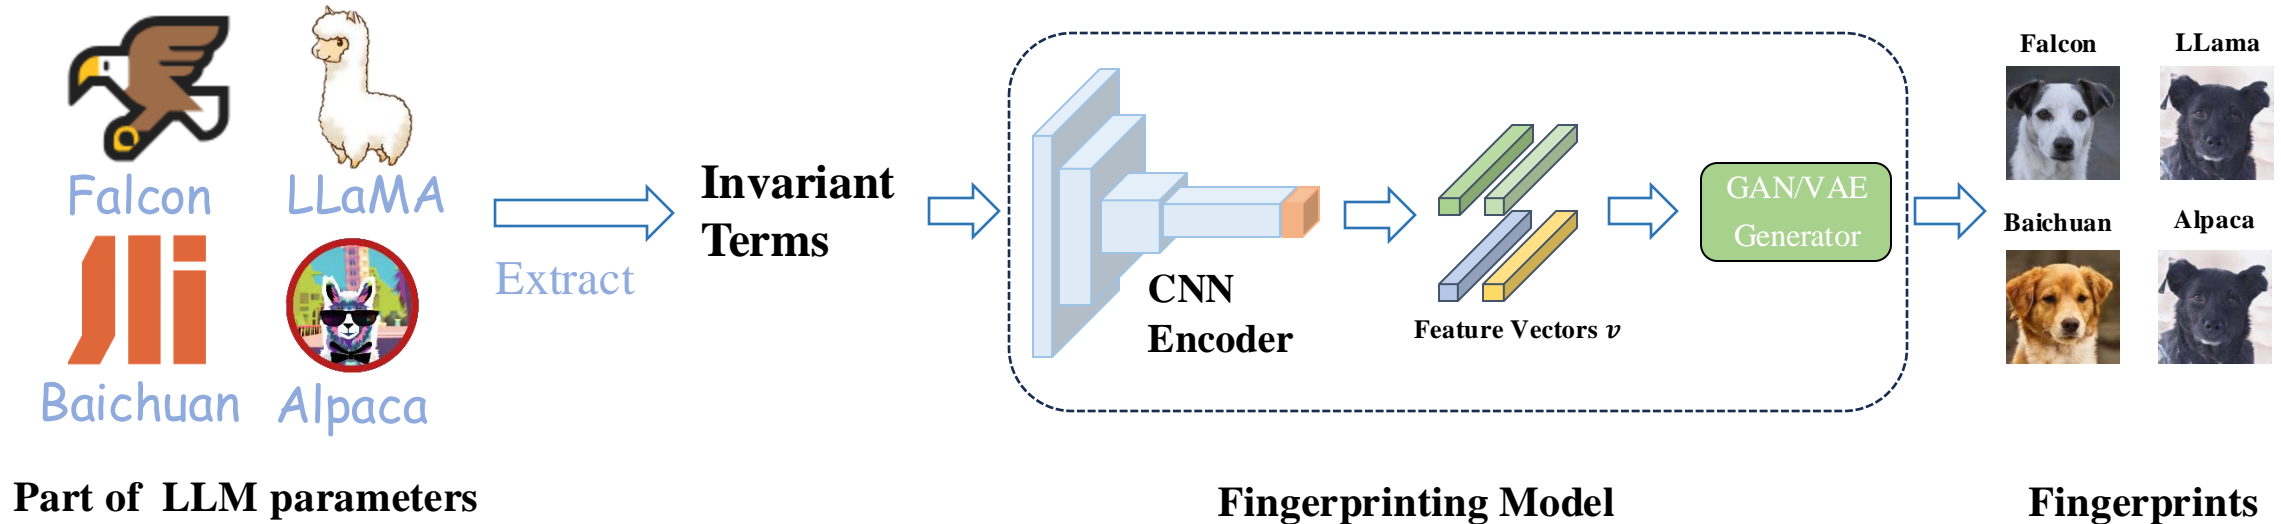 Falcon
LLaMA
Baichuan
Alpaca
Part of LLM parameters
Extract
Invariant
Terms
CNN
Encoder
Feature Vectors v
GAN/VAE
Generator
Fingerprinting Model
Falcon
LLama
Baichuan
Alpaca
Fingerprints